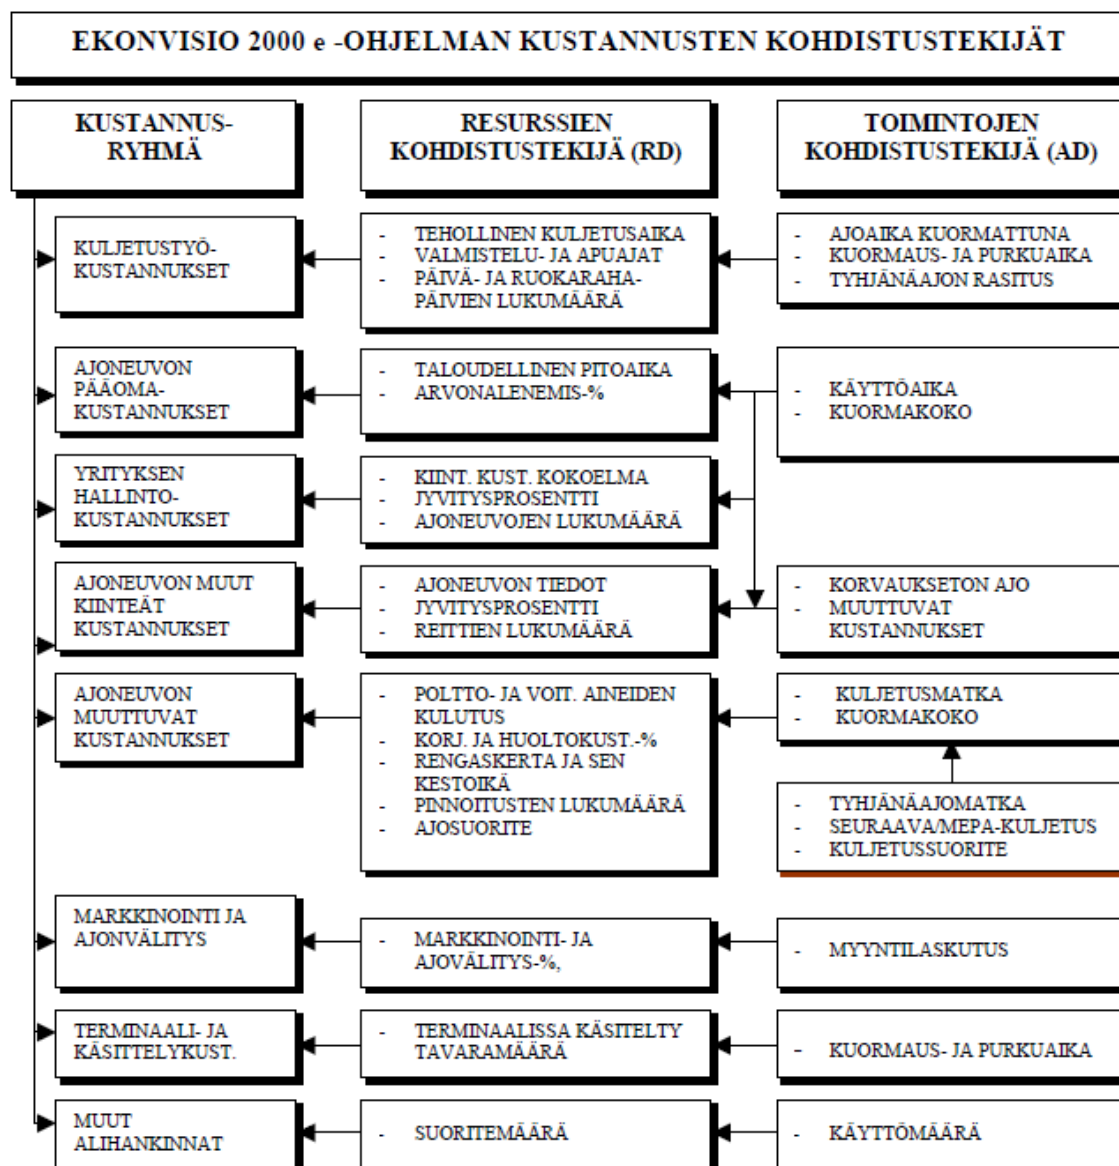 EKONVISIO 2000 e -OHJELMAN KUSTANNUSTEN KOHDISTUSTEKIJÄT
KUSTANNUS-
RYHMÄ
RESURSSIEN
KOHDISTUSTEKIJÄ (RD)
TOIMINTOJEN
KOHDISTUSTEKIJÄ (AD)
KULJETUSTYÖ-
KUSTANNUKSET
- TEHOLLINEN KULJETUSAIKA
- VALMISTELU- JA APUAJAT
- PÄIVÄ- JA RUOKARAHA-
PÄIVIEN LUKUMÄÄRÄ
- AJOAIKA KUORMATTUNA
- KUORMAUS- JA PURKUAIKA
- TYHJÄNÄAJON RASITUS
AJONEUVON
PÄÄOMA-
KUSTANNUKSET
- TALOUDELLINEN PITOAIKA
- ARVONALENEMIS-%
- KÄYTTÖAIKA
- KUORMAKOKO
YRITYKSEN
HALLINTO-
KUSTANNUKSET
- KIINT. KUST. KOKOELMA
- JYVITYSPROSENTTI
- AJONEUVOJEN LUKUMÄÄRÄ
AJONEUVON MUUT
KIINTEÄT
KUSTANNUKSET
- AJONEUVON TIEDOT
- JYVITYSPROSENTTI
- REITTIEN LUKUMÄÄRÄ
- KORVAUKSETON AJO
- MUUTTUVAT
KUSTANNUKSET
AJONEUVON
MUUTTUVAT
KUSTANNUKSET
- POLTTO- JA VOIT. AINEIDEN
KULUTUS
- KORJ. JA HUOLTOKUST.-%
- RENGASKERTA JA SEN
KESTOIKÄ
- PINNOITUSTEN LUKUMÄÄRÄ
- AJOSUORITE
- KULJETUSMATKA
- KUORMAKOKO
- TYHJÄNÄAJOMATKA
- SEURAAVA/MEPA-KULJETUS
- KULJETUSSUORITE
MARKKINOINTI JA
AJONVÄLITYS
- MARKKINOINTI- JA
AJOVÄLITYS-%,
- MYYNTILASKUTUS
TERMINAALI- JA
KÄSITTELYKUST.
- TERMINAALISSA KÄSITELTY
TAVARAMÄÄRÄ
- KUORMAUS- JA PURKUAIKA
MUUT
ALIHANKINNAT
- SUORITEMÄÄRÄ
- KÄYTTÖMÄÄRÄ